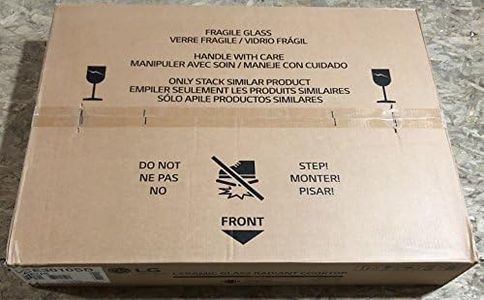 FRAGILE GLASS
VERRE FRAGILE / VIDRIO FRÁGIL
HANDLE WITH CARE
MANIPULER AVEC SOIN / MANEJE CON CUIDADO
ONLY STACK SIMILAR PRODUCT
EMPILER SEULEMENT LES PRODUITS SIMILAIRES
SÓLO APILE PRODUCTOS SIMILARES
DO NOT
NE PAS
NO
STEP!
MONTER!
PISAR!
FRONT
LG
CERAMIC GLASS RADIANT COOKTOP